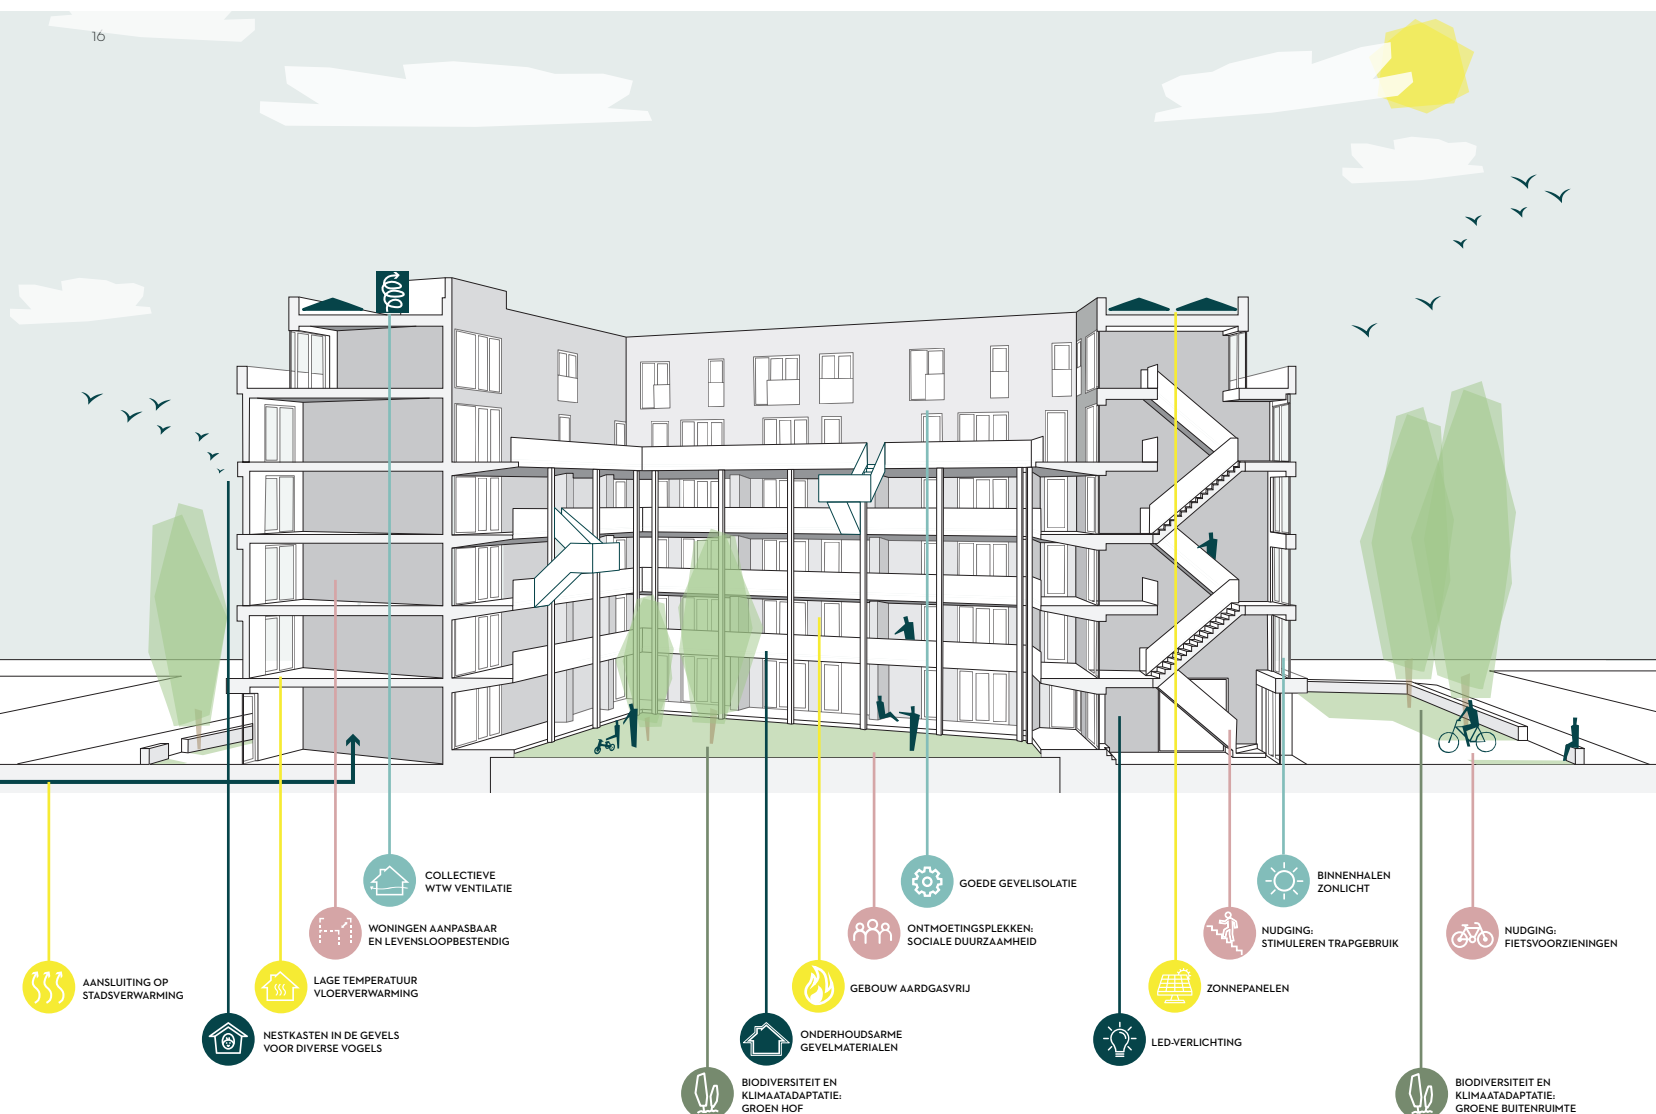 16
COLLECTIEVE
WTW VENTILATIE
GOEDE GEVELISOLATIE
BINNENHALEN
ZONLICHT
WONINGEN AANPASBAAR
EN LEVENSLOOPBESTENDIG
ONTMOETINGSPLEKKEN:
SOCIALE DUURZAAMHEID
NUDGING:
STIMULEREN TRAPGEBRUIK
NUDGING:
FIETSVOORZIENINGEN
AANSLUITING OP
STADSVERWARMING
LAGE TEMPERATUUR
VLOERVERWARMING
GEBOUW AARDGASVRIJ
ZONNEPANELEN
NESTKASTEN IN DE GEVELS
VOOR DIVERSE VOGELS
ONDERHOUDSARME
GEVELMATERIALEN
LED-VERLICHTING
BIODIVERSITEIT EN
KLIMAATADAPTATIE:
GROEN HOF
BIODIVERSITEIT EN
KLIMAATADAPTATIE:
GROENE BUITENRUIMTE